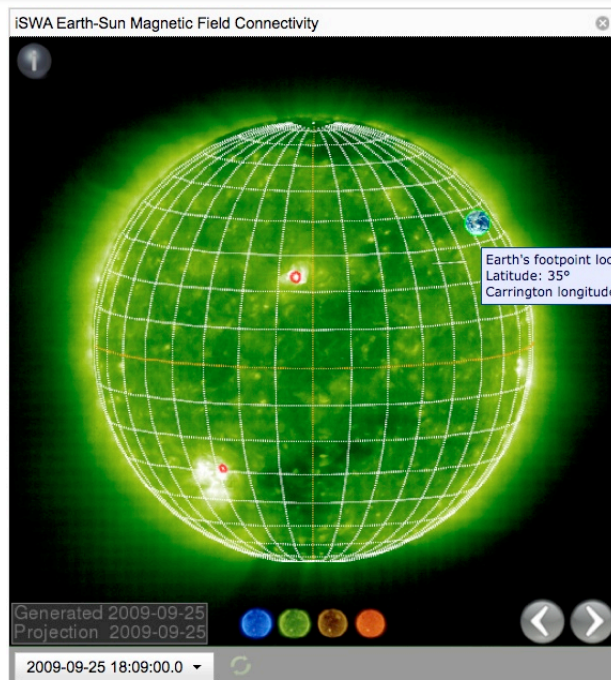 iSWA Earth-Sun Magnetic Field Connectivity
Earth's footpoint loc
Latitude: 35º
Carrington longitude
Generated 2009-09-25
Projection 2009-09-25
2009-09-25 18:09:00.0